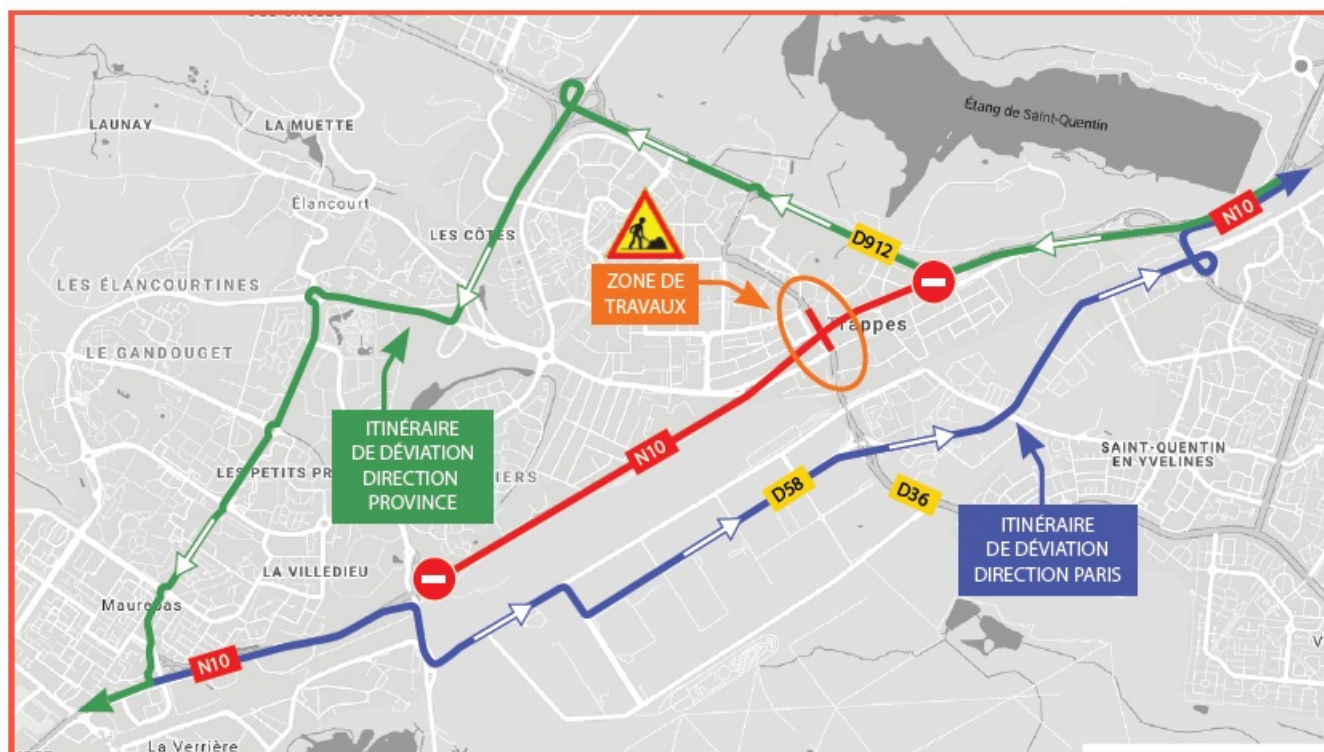 Étang de Saint-Quentin
LAUNAY
LA MUETTE
Élancourt
N10
LES CÔTES
D912
ZONE DE
TRAVAUX
LES ÉLANCOURTINES
Trappes
LE GANDOUGET
ITINÉRAIRE
DE DÉVIATION
DIRECTION
PROVINCE
N10
SAINT-QUENTIN
EN YVELINES
LES PETITS PR
IERS
D58
D36
ITINÉRAIRE
DE DÉVIATION
DIRECTION PARIS
LA VILLEDIEU
Maurepas
N10
La Verrière